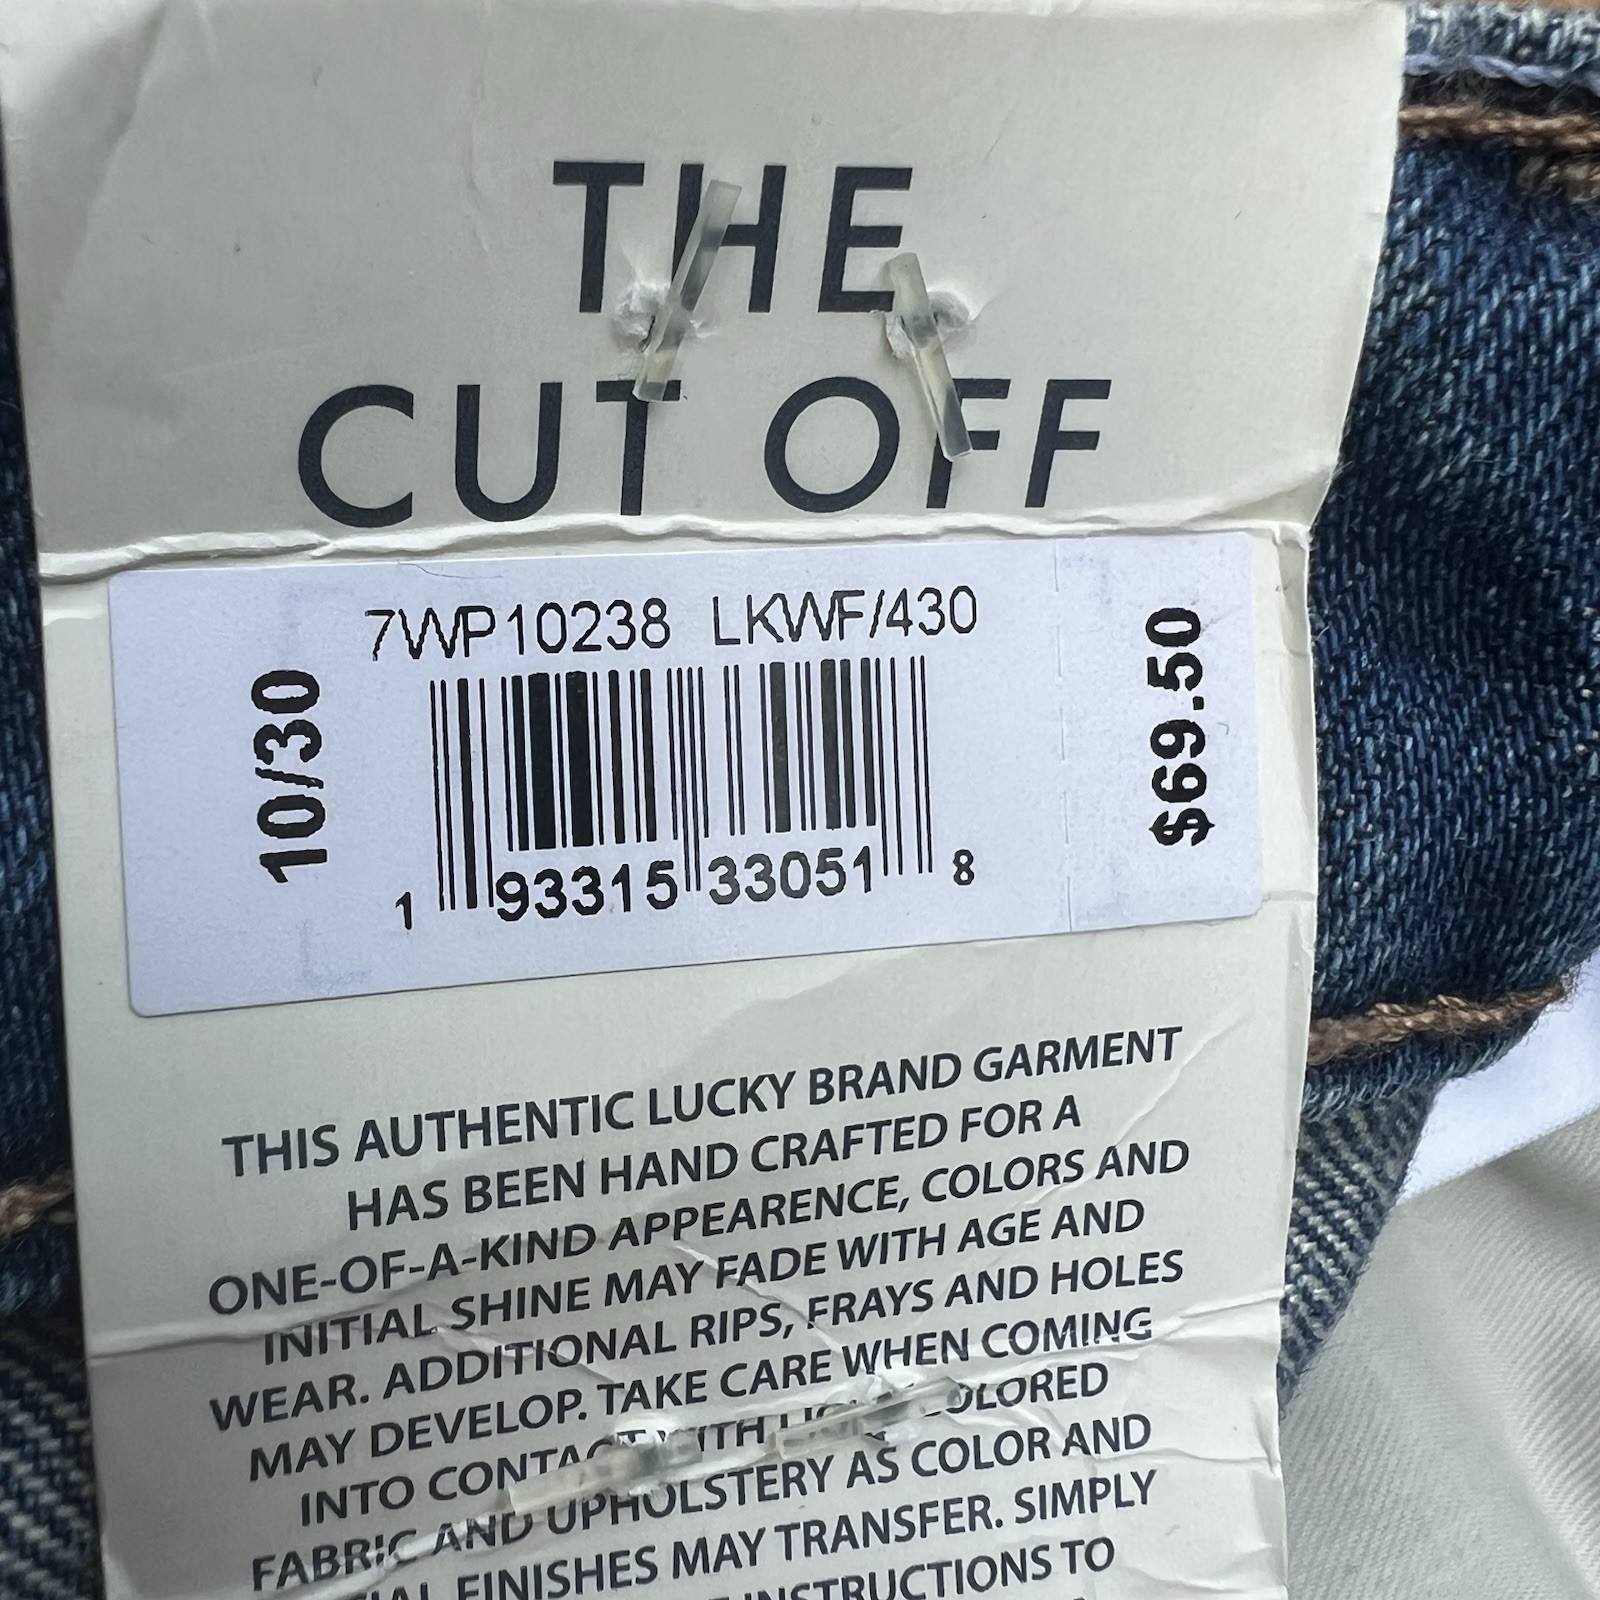 THE
CUT OFF
7WP10238 LKWF/430
10/30
$69.50
1 93315 33051 8
THIS AUTHENTIC LUCKY BRAND GARMENT
HAS BEEN HAND CRAFTED FOR A
ONE-OF-A-KIND APPEARENCE, COLORS AND
INITIAL SHINE MAY FADE WITH AGE AND
WEAR. ADDITIONAL RIPS, FRAYS AND HOLES
MAY DEVELOP. TAKE CARE WHEN COMING
INTO CONTACT WITH COLORED
FABRIC AND UPHOLSTERY AS COLOR AND
FINISHES MAY TRANSFER. SIMPLY
INSTRUCTIONS TO